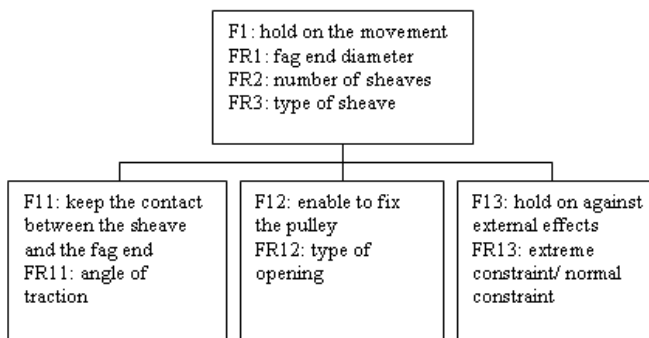 F1: hold on the movement
FR1: fag end diameter
FR2: number of sheaves
FR3: type of sheave
F11: keep the contact
between the sheave
and the fag end
FR11: angle of
traction
F12: enable to fix
the pulley
FR12: type of
opening
F13: hold on against
external effects
FR13: extreme
constraint/ normal
constraint